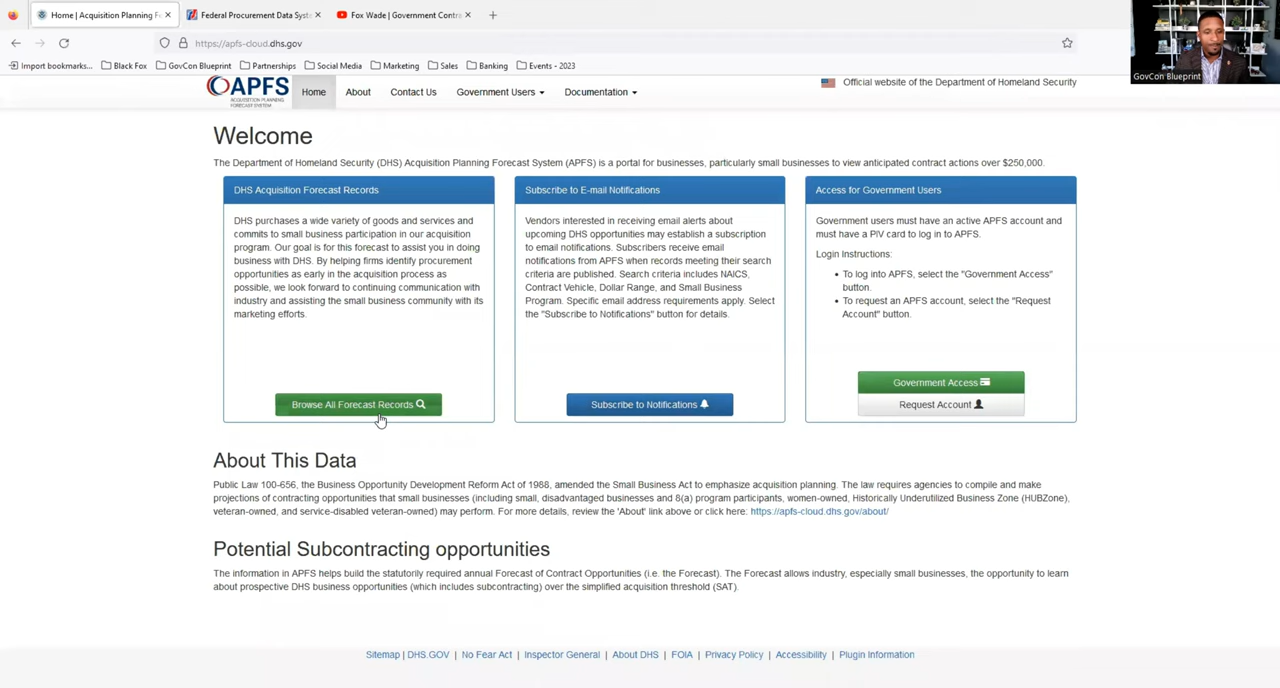 Home | Acquisition Planning F
Federal Procurement Data Syst
Fox Wade | Government Contra
https://apfs-cloud.dhs.gov
Import bookmarks...
Black Fox
GovCon Blueprint
Partnerships
Social Media
Marketing
Sales
Banking
Events - 2023
GovCon Blueprint
APFS
ACQUISITION PLANNING
FORECAST SYSTEM
Home
About
Contact Us
Government Users
Documentation
Official website of the Department of Homeland Security
Welcome
The Department of Homeland Security (DHS) Acquisition Planning Forecast System (APFS) is a portal for businesses, particularly small businesses to view anticipated contract actions over $250,000.
DHS Acquisition Forecast Records
DHS purchases a wide variety of goods and services and
commits to small business participation in our acquisition
program. Our goal is for this forecast to assist you in doing
business with DHS. By helping firms identify procurement
opportunities as early in the acquisition process as
possible, we look forward to continuing communication with
industry and assisting the small business community with its
marketing efforts.
Browse All Forecast Records
Subscribe to E-mail Notifications
Vendors interested in receiving email alerts about
upcoming DHS opportunities may establish a subscription
to email notifications. Subscribers receive email
notifications from APFS when records meeting their search
criteria are published. Search criteria includes NAICS,
Contract Vehicle, Dollar Range, and Small Business
Program. Specific email address requirements apply. Select
the "Subscribe to Notifications" button for details.
Subscribe to Notifications
Access for Government Users
Government users must have an active APFS account and
must have a PIV card to log in to APFS.
Login Instructions:
• To log into APFS, select the "Government Access"
button.
• To request an APFS account, select the "Request
Account" button.
Government Access
Request Account
About This Data
Public Law 100-656, the Business Opportunity Development Reform Act of 1988, amended the Small Business Act to emphasize acquisition planning. The law requires agencies to compile and make
projections of contracting opportunities that small businesses (including small, disadvantaged businesses and 8(a) program participants, women-owned, Historically Underutilized Business Zone (HUBZone),
veteran-owned, and service-disabled veteran-owned) may perform. For more details, review the 'About' link above or click here: https://apfs-cloud.dhs.gov/about/
Potential Subcontracting opportunities
The information in APFS helps build the statutorily required annual Forecast of Contract Opportunities (i.e. the Forecast). The Forecast allows industry, especially small businesses, the opportunity to learn
about prospective DHS business opportunities (which includes subcontracting) over the simplified acquisition threshold (SAT).
Sitemap | DHS.GOV | No Fear Act | Inspector General | About DHS | FOIA | Privacy Policy | Accessibility | Plugin Information